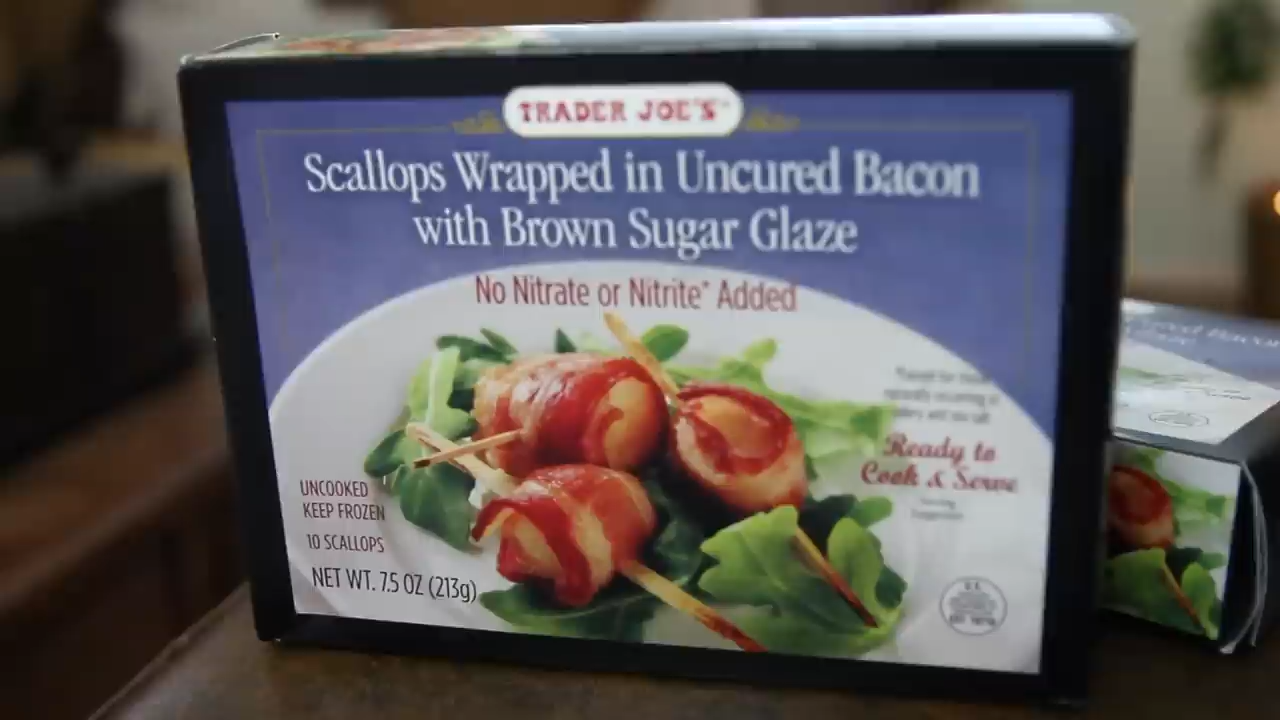 TRADER JOE'S
Scallops Wrapped in Uncured Bacon
with Brown Sugar Glaze
No Nitrate or Nitrite* Added
Ready to
Cook & Serve
UNCOOKED
KEEP FROZEN
10 SCALLOPS
NET WT. 7.5 OZ (213g)